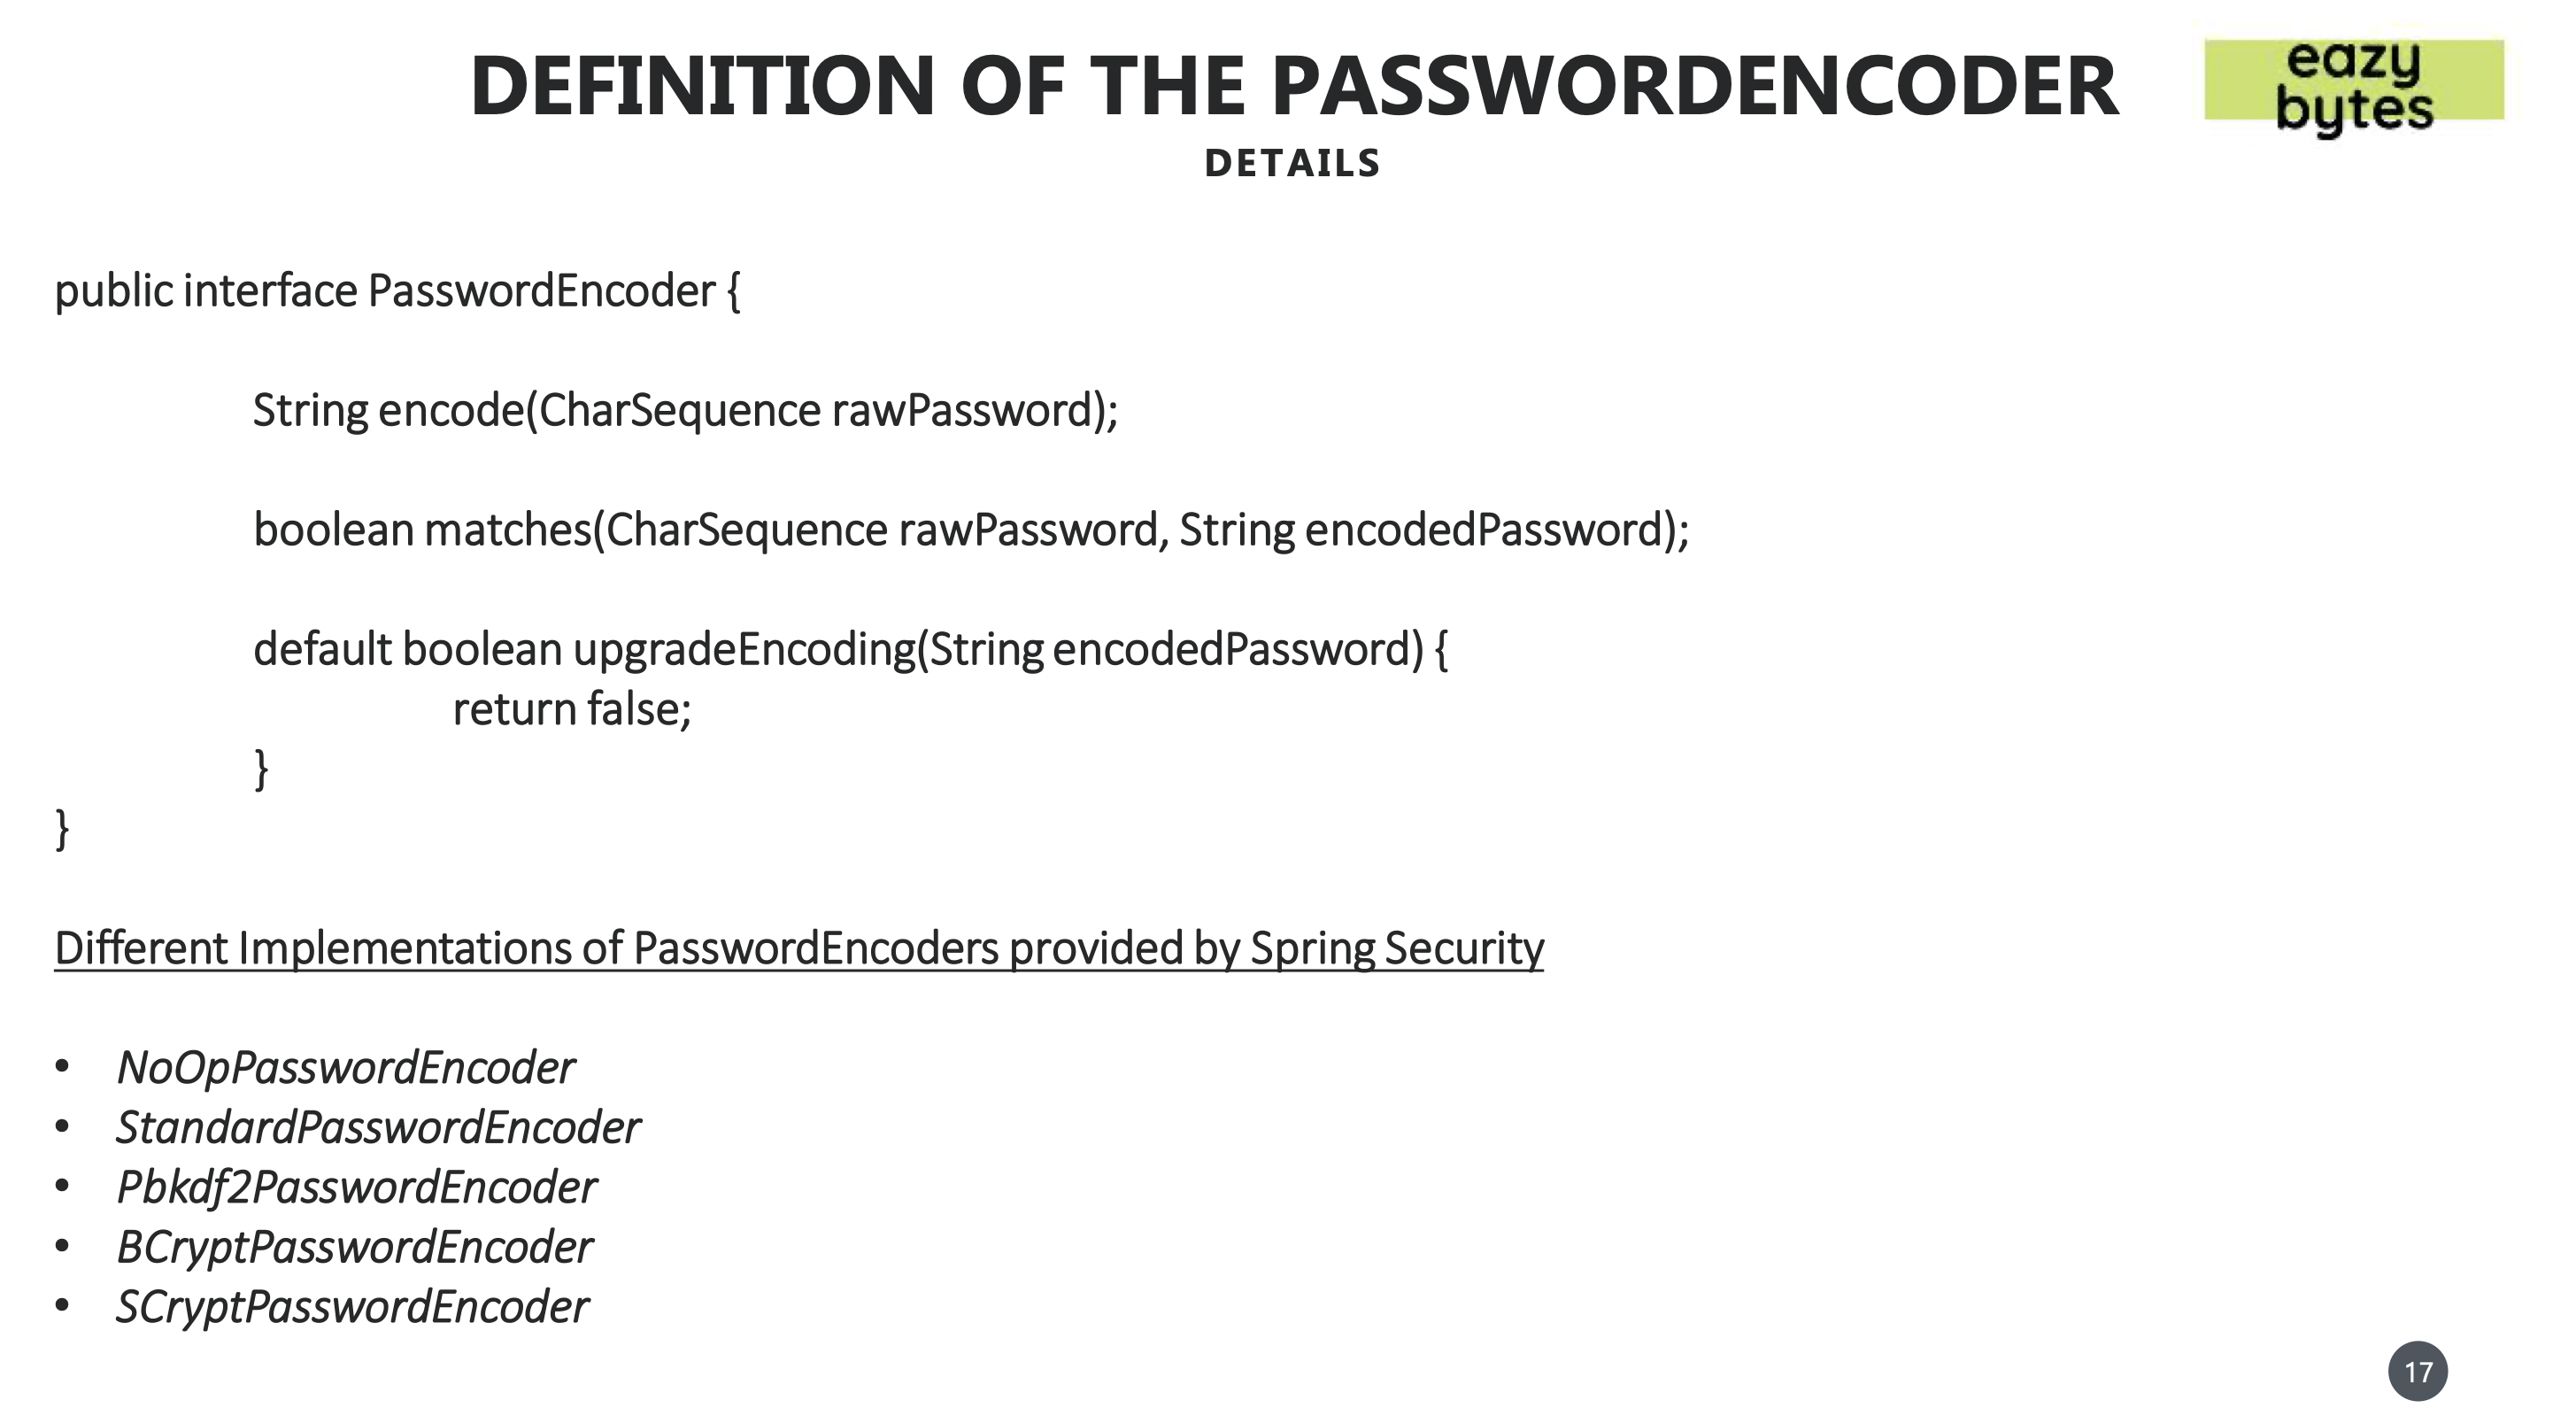 DEFINITION OF THE PASSWORDENCODER
eazy
bytes
DETAILS
public interface PasswordEncoder {
String encode(CharSequence rawPassword);
boolean matches(CharSequence rawPassword, String encodedPassword);
default boolean upgradeEncoding(String encodedPassword) {
return false;
}
}
Different Implementations of PasswordEncoders provided by Spring Security
• NoOpPasswordEncoder
• StandardPasswordEncoder
• Pbkdf2PasswordEncoder
• BCryptPasswordEncoder
• SCryptPasswordEncoder
17